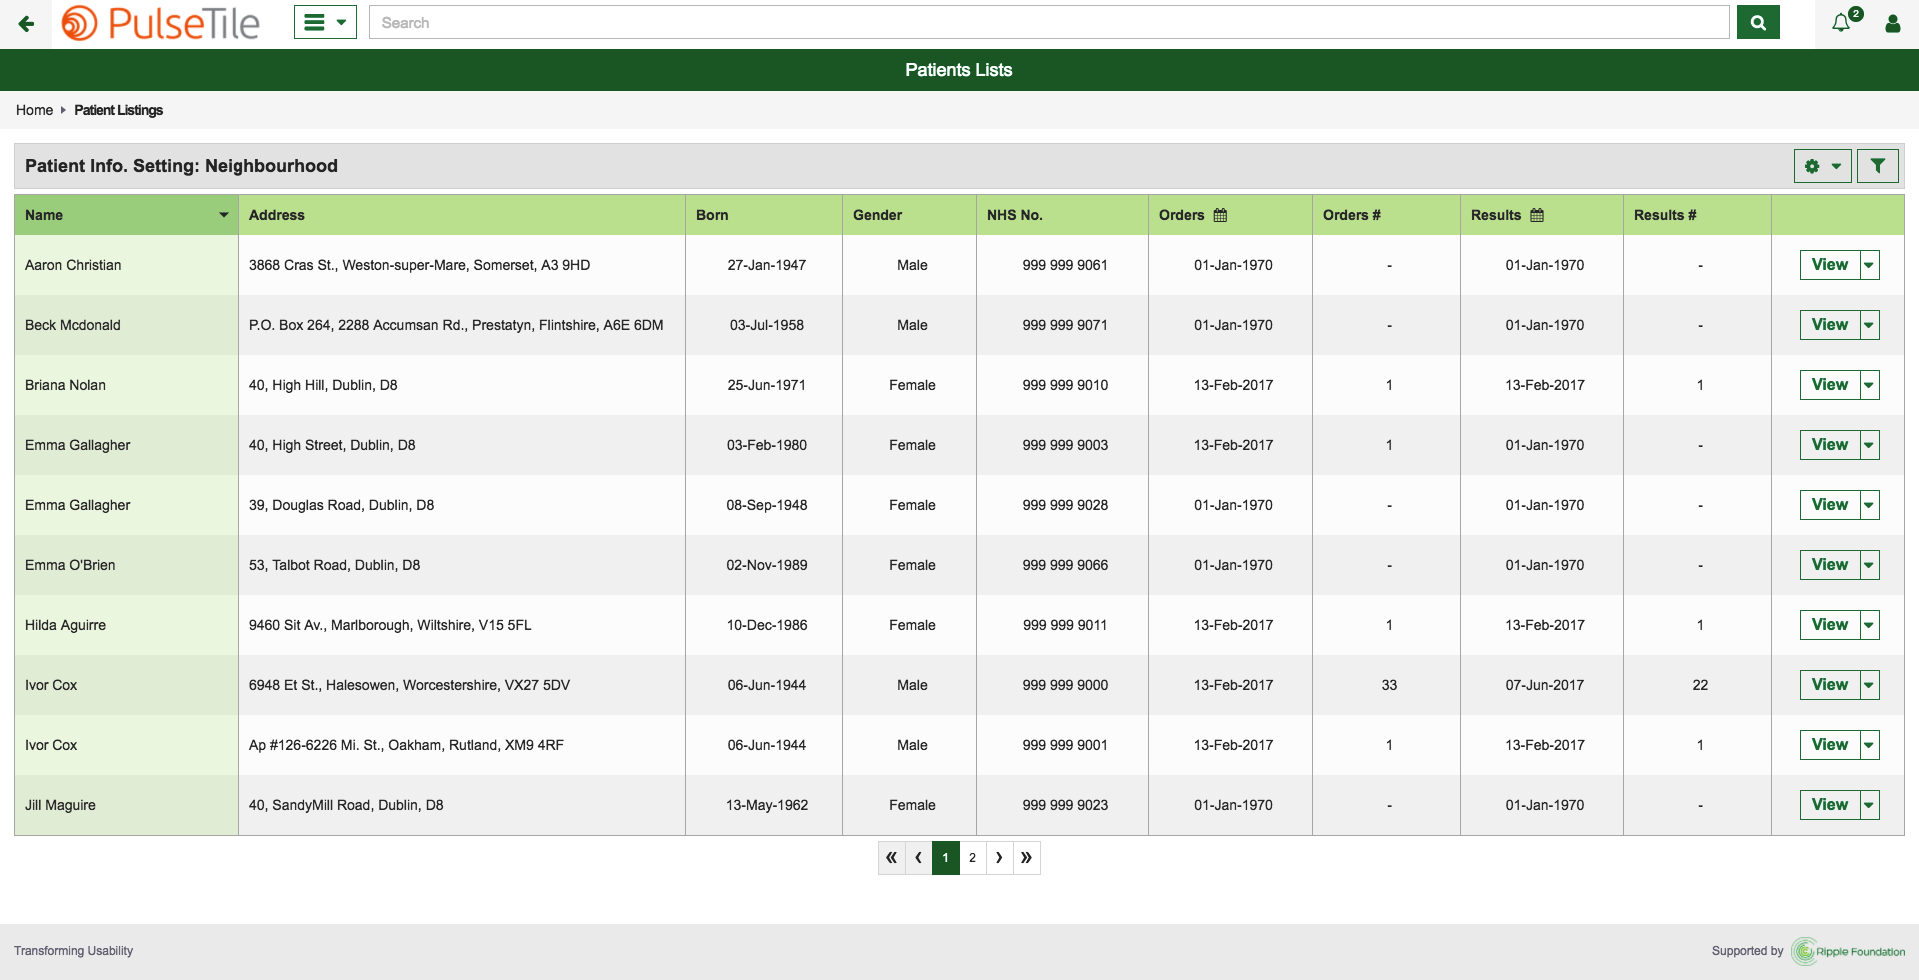 PulseTile
Search
2
Patients Lists
Home Patient Listings
Patient Info. Setting: Neighbourhood
Name Address Born Gender NHS No. Orders Orders # Results Results #
Aaron Christian 3868 Cras St., Weston-super-Mare, Somerset, A3 9HD 27-Jan-1947 Male 999 999 9061 01-Jan-1970 - 01-Jan-1970 - View
Beck Mcdonald P.O. Box 264, 2288 Accumsan Rd., Prestatyn, Flintshire, A6E 6DM 03-Jul-1958 Male 999 999 9071 01-Jan-1970 - 01-Jan-1970 - View
Briana Nolan 40, High Hill, Dublin, D8 25-Jun-1971 Female 999 999 9010 13-Feb-2017 1 13-Feb-2017 1 View
Emma Gallagher 40, High Street, Dublin, D8 03-Feb-1980 Female 999 999 9003 13-Feb-2017 1 01-Jan-1970 - View
Emma Gallagher 39, Douglas Road, Dublin, D8 08-Sep-1948 Female 999 999 9028 01-Jan-1970 - 01-Jan-1970 - View
Emma O'Brien 53, Talbot Road, Dublin, D8 02-Nov-1989 Female 999 999 9066 01-Jan-1970 - 01-Jan-1970 - View
Hilda Aguirre 9460 Sit Av., Marlborough, Wiltshire, V15 5FL 10-Dec-1986 Female 999 999 9011 13-Feb-2017 1 13-Feb-2017 1 View
Ivor Cox 6948 Et St., Halesowen, Worcestershire, VX27 5DV 06-Jun-1944 Male 999 999 9000 13-Feb-2017 33 07-Jun-2017 22 View
Ivor Cox Ap #126-6226 Mi. St., Oakham, Rutland, XM9 4RF 06-Jun-1944 Male 999 999 9001 13-Feb-2017 1 13-Feb-2017 1 View
Jill Maguire 40, SandyMill Road, Dublin, D8 13-May-1962 Female 999 999 9023 01-Jan-1970 - 01-Jan-1970 - View
« ‹ 1 2 › »
Transforming Usability Supported by Ripple Foundation